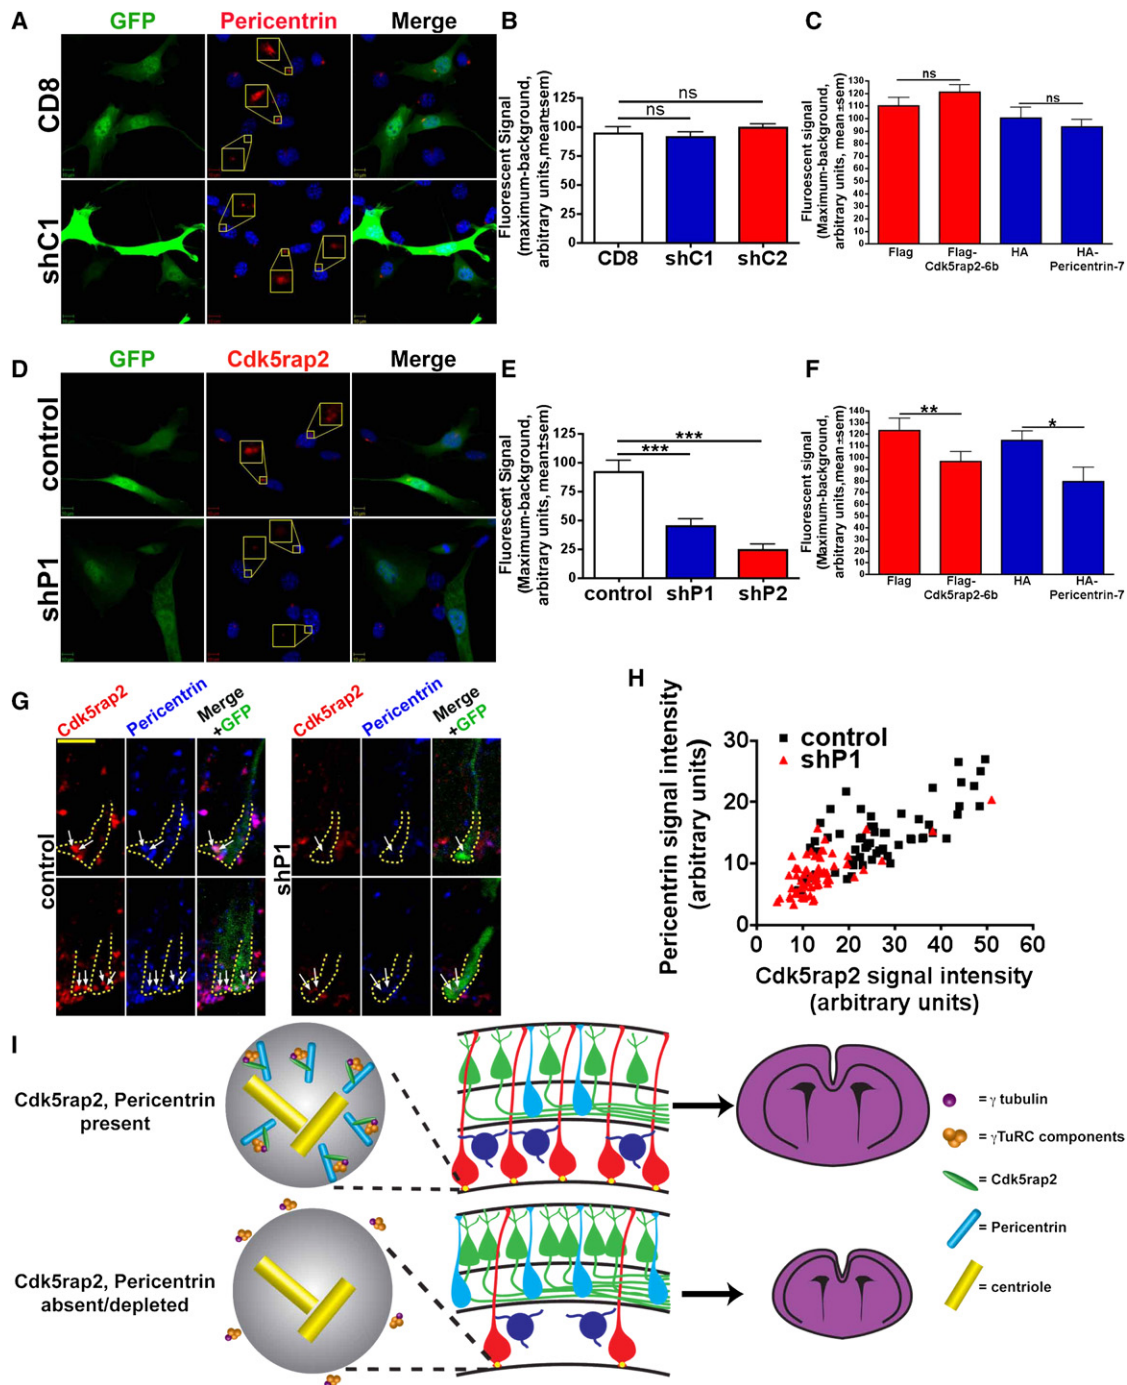 A
GFP
Pericentrin
Merge
CD8
shC1
B
Fluorescent Signal
(maximum-background,
arbitrary units,mean±sem)
125
100
75
50
25
0
ns
ns
CD8
shC1
shC2
C
Fluroescent signal
(Maximum-background,
arbitrary units, mean±sem)
130
120
110
100
90
80
70
60
50
40
30
20
10
0
ns
ns
Flag
Flag-
Cdk5rap2-6b
HA
HA-
Pericentrin-7
D
GFP
Cdk5rap2
Merge
control
shP1
E
Fluorescent Signal
(Maximum-background,
arbitrary units, mean±sem)
125
100
75
50
25
0
***
***
control
shP1
shP2
F
Fluorescent signal
(Maximum-background,
arbitrary units,mean±sem)
140
130
120
110
100
90
80
70
60
50
40
30
20
10
0
**
*
Flag
Flag-
Cdk5rap2-6b
HA
HA-
Pericentrin-7
G
Cdk5rap2
Pericentrin
Merge
+GFP
Cdk5rap2
Pericentrin
Merge
+GFP
control
shP1
H
Pericentrin signal intensity
(arbitrary units)
30
20
10
0
control
shP1
0 10 20 30 40 50 60
Cdk5rap2 signal intensity
(arbitrary units)
I
Cdk5rap2, Pericentrin
present
Cdk5rap2, Pericentrin
absent/depleted
= γ tubulin
= γTuRC components
= Cdk5rap2
= Pericentrin
= centriole